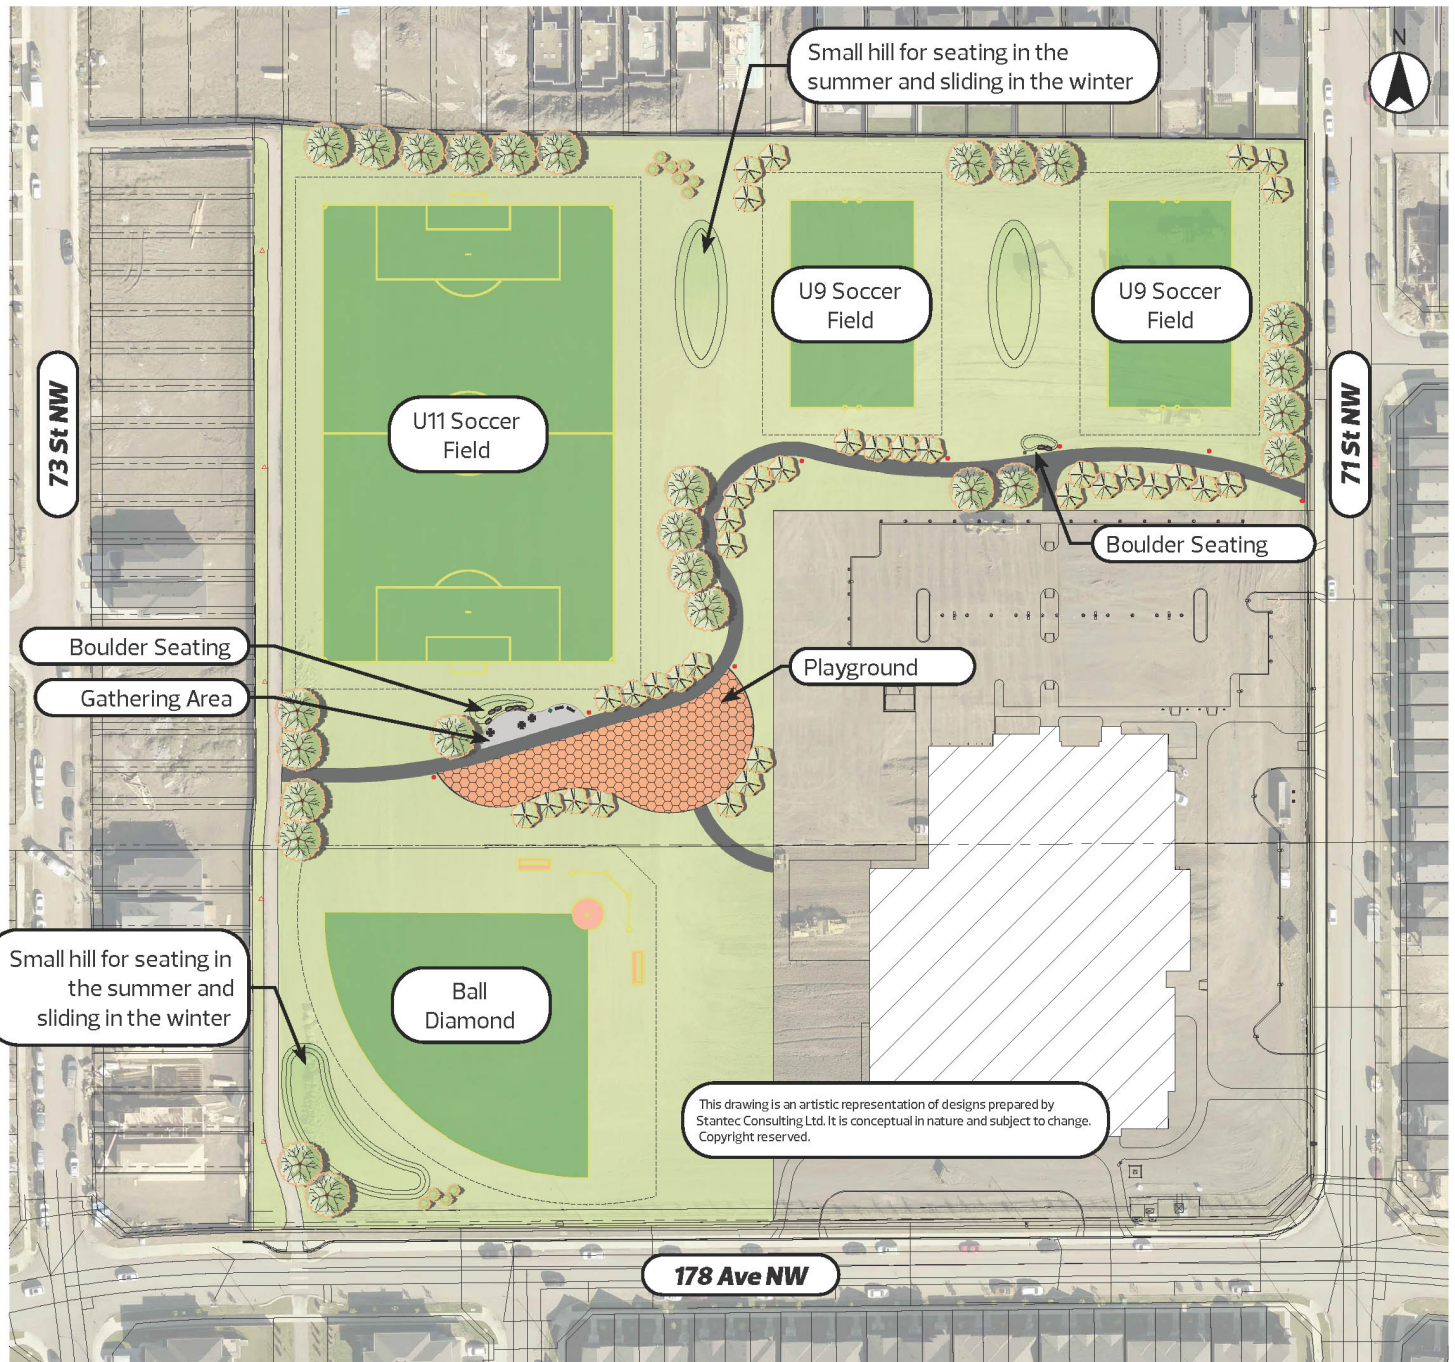 Small hill for seating in the
summer and sliding in the winter
N
U9 Soccer
Field
U9 Soccer
Field
73 St NW
U11 Soccer
Field
71 St NW
Boulder Seating
Boulder Seating
Playground
Gathering Area
Small hill for seating in
the summer and
sliding in the winter
Ball
Diamond
This drawing is an artistic representation of designs prepared by
Stantec Consulting Ltd. It is conceptual in nature and subject to change.
Copyright reserved.
178 Ave NW